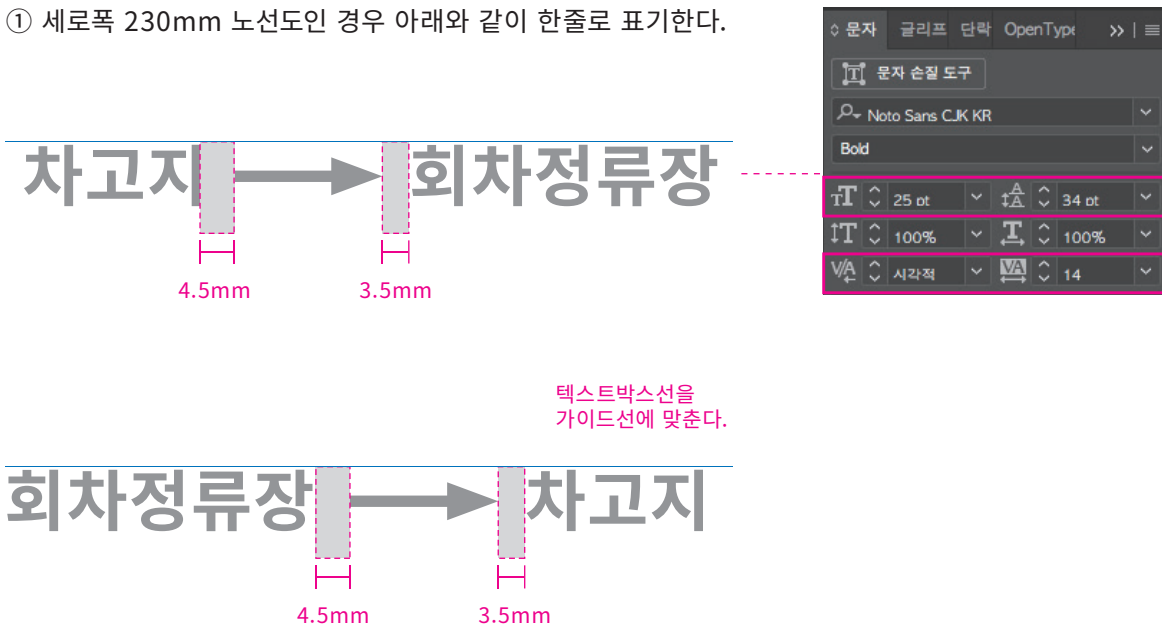 ① 세로폭 230mm 노선도인 경우 아래와 같이 한줄로 표기한다.
차고지 회차정류장
4.5mm 3.5mm
문자 글리프 단락 OpenType
문자 손질 도구
Noto Sans CJK KR
Bold
25 pt 34 pt
100% 100%
시각적 14
텍스트박스선을
가이드선에 맞춘다.
회차정류장 차고지
4.5mm 3.5mm